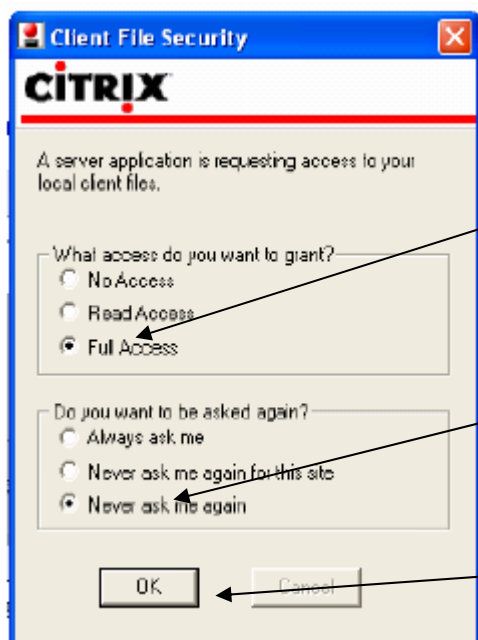 Client File Security
CITRIX
A server application is requesting access to your
local client files.
What access do you want to grant?
No Access
Read Access
Full Access
Do you want to be asked again?
Always ask me
Never ask me again for this site
Never ask me again
OK
Cancel